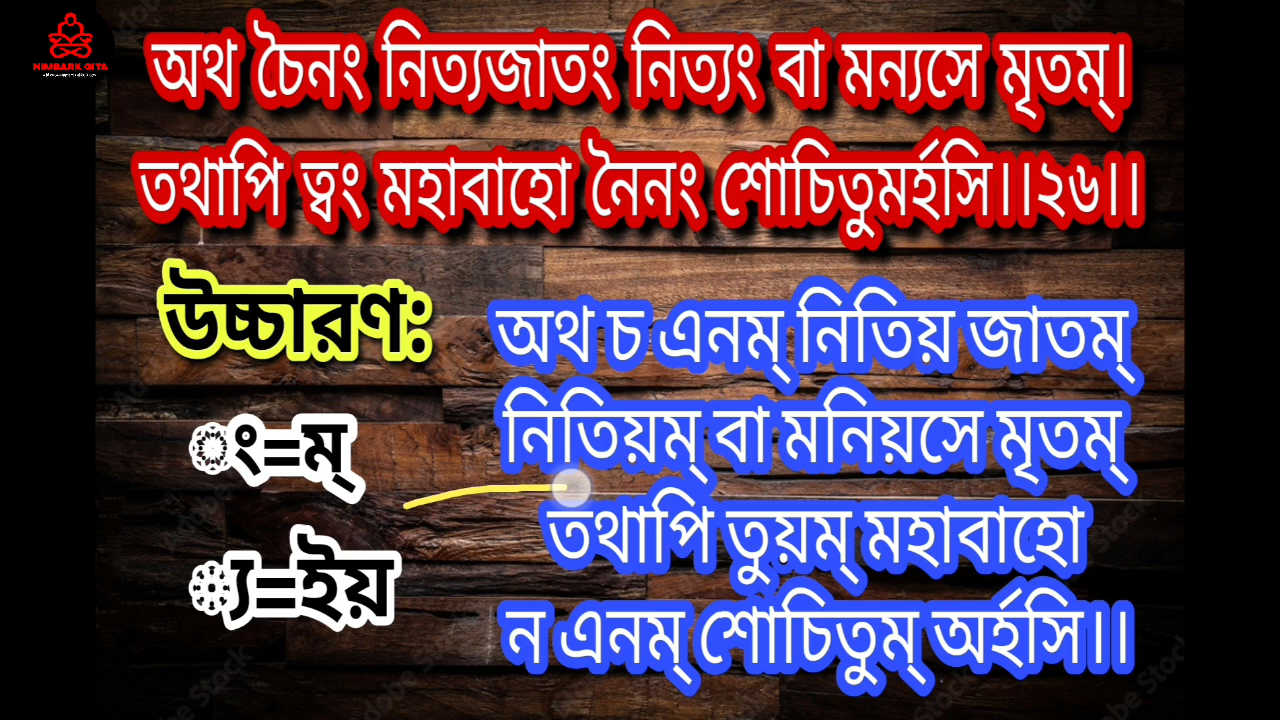 NIMBARK GITA
অথ চৈনং নিত্যজাতং নিত্যং বা মন্যসে মৃতম্।
তথাপি ত্বং মহাবাহো নৈনং শোচিতুমর্হসি।।২৬।।
উচ্চারণ:
অথ চ এনম্ নিতিয় জাতম্
নিতিয়ম্ বা মনিয়সে মৃতম্
তথাপি তুয়ম্ মহাবাহো
ন এনম্ শোচিতুম্ অর্হসি।।
ং=ম্
্য=ইয়